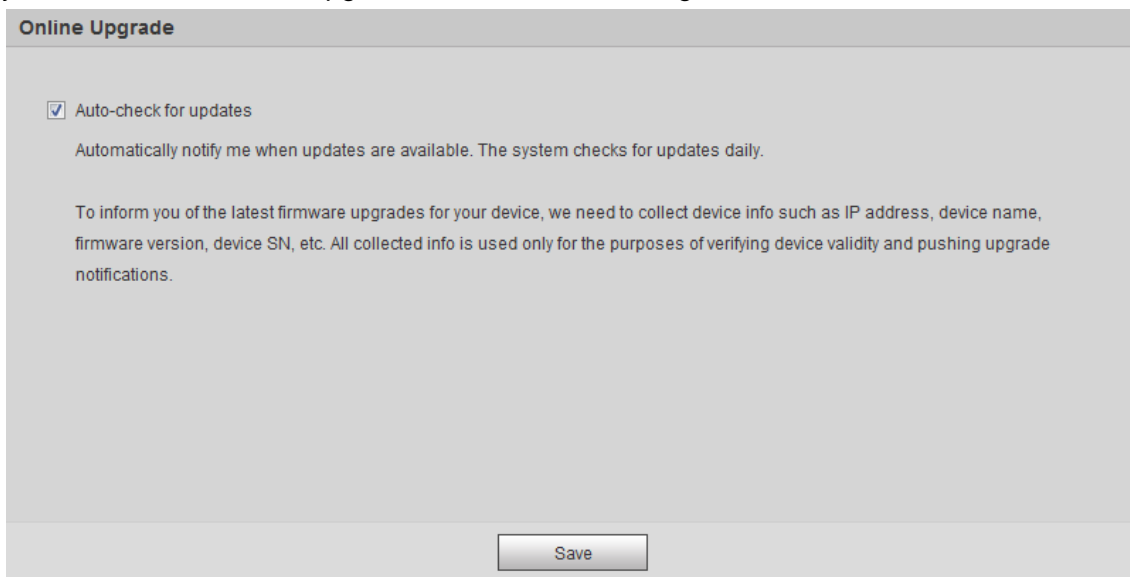 Online Upgrade
Auto-check for updates
Automatically notify me when updates are available. The system checks for updates daily.
To inform you of the latest firmware upgrades for your device, we need to collect device info such as IP address, device name,
firmware version, device SN, etc. All collected info is used only for the purposes of verifying device validity and pushing upgrade
notifications.
Save